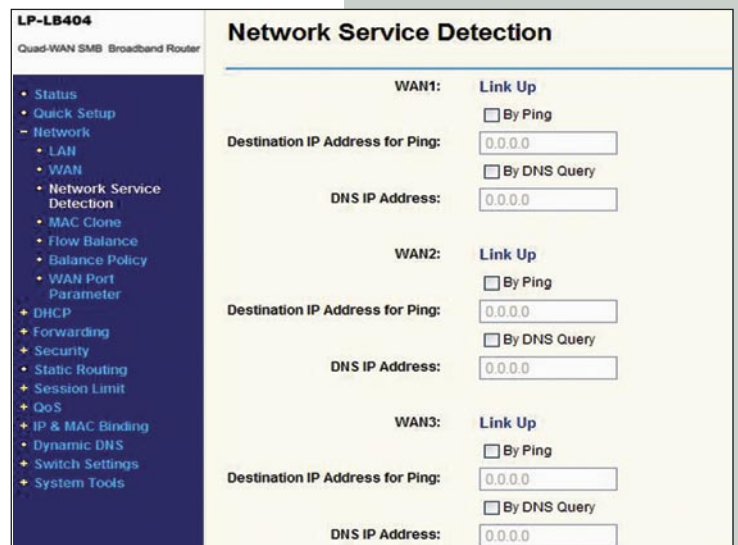 LP-LB404
Quad-WAN SMB Broadband Router
Status
Quick Setup
Network
LAN
WAN
Network Service
Detection
MAC Clone
Flow Balance
Balance Policy
WAN Port
Parameter
DHCP
Forwarding
Security
Static Routing
Session Limit
QoS
IP & MAC Binding
Dynamic DNS
Switch Settings
System Tools
Network Service Detection
WAN1: Link Up
By Ping
Destination IP Address for Ping: 0.0.0.0
By DNS Query
DNS IP Address: 0.0.0.0
WAN2: Link Up
By Ping
Destination IP Address for Ping: 0.0.0.0
By DNS Query
DNS IP Address: 0.0.0.0
WAN3: Link Up
By Ping
Destination IP Address for Ping: 0.0.0.0
By DNS Query
DNS IP Address: 0.0.0.0